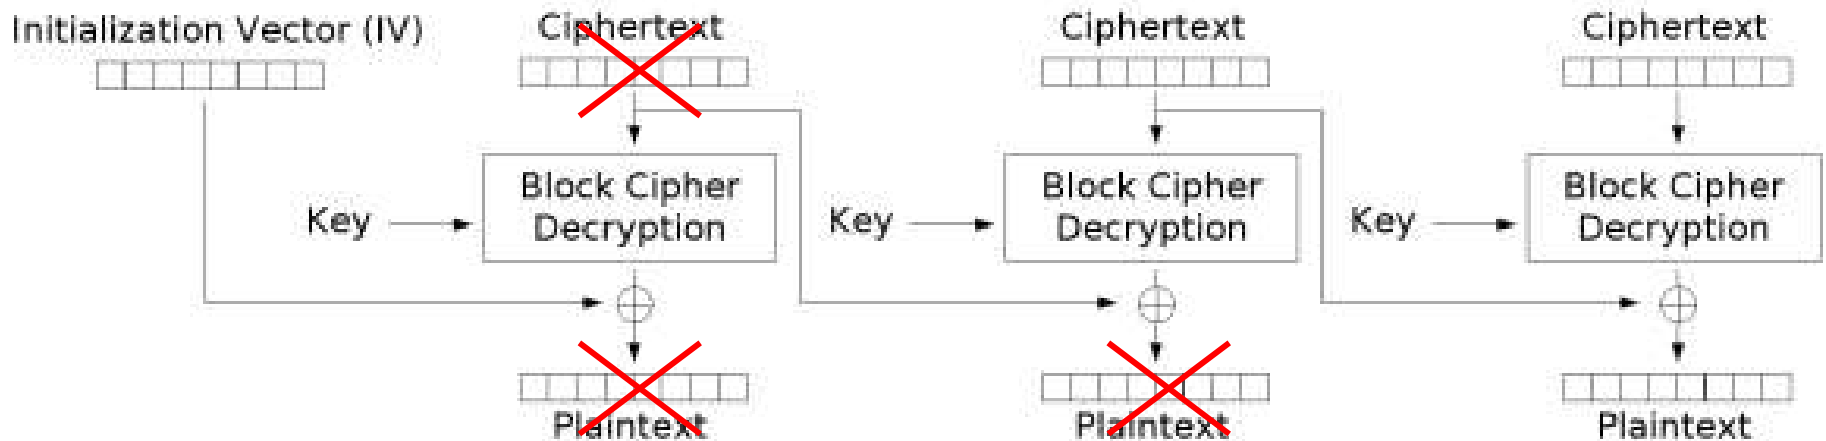 Initialization Vector (IV)
Ciphertext
Ciphertext
Ciphertext
Key
Block Cipher
Decryption
Key
Block Cipher
Decryption
Key
Block Cipher
Decryption
Plaintext
Plaintext
Plaintext